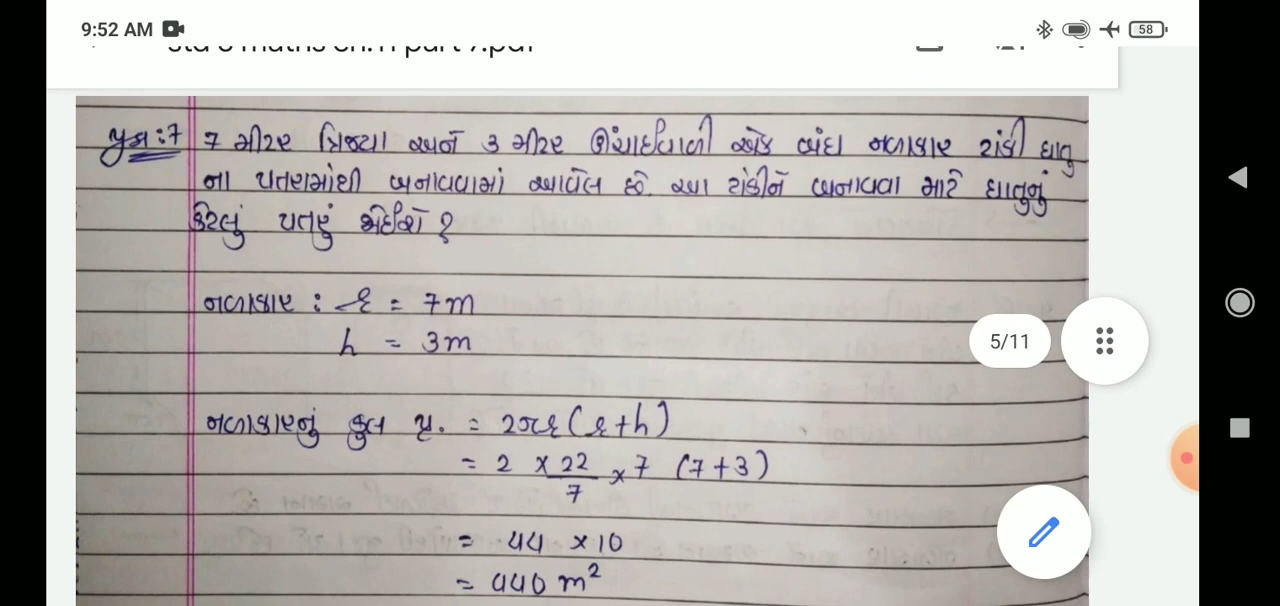 9:52 AM
58
પ્રશ્ન:7 7 મીટર ત્રિજ્યા અને 3 મીટર ઊંચાઈવાળી એક બંધ નળાકાર ટાંકી ધાતુ
ના પતરામાંથી બનાવવામાં આવેલ છે. આ ટાંકીને બનાવવા માટે ધાતુનું
કેટલું પતરું જોઈશે?
નળાકાર : r = 7m
h = 3m
5/11
નળાકારનું કુલ પૃ. = 2πr(r+h)
= 2 × 22/7 × 7 (7+3)
= 44 × 10
= 440 m²